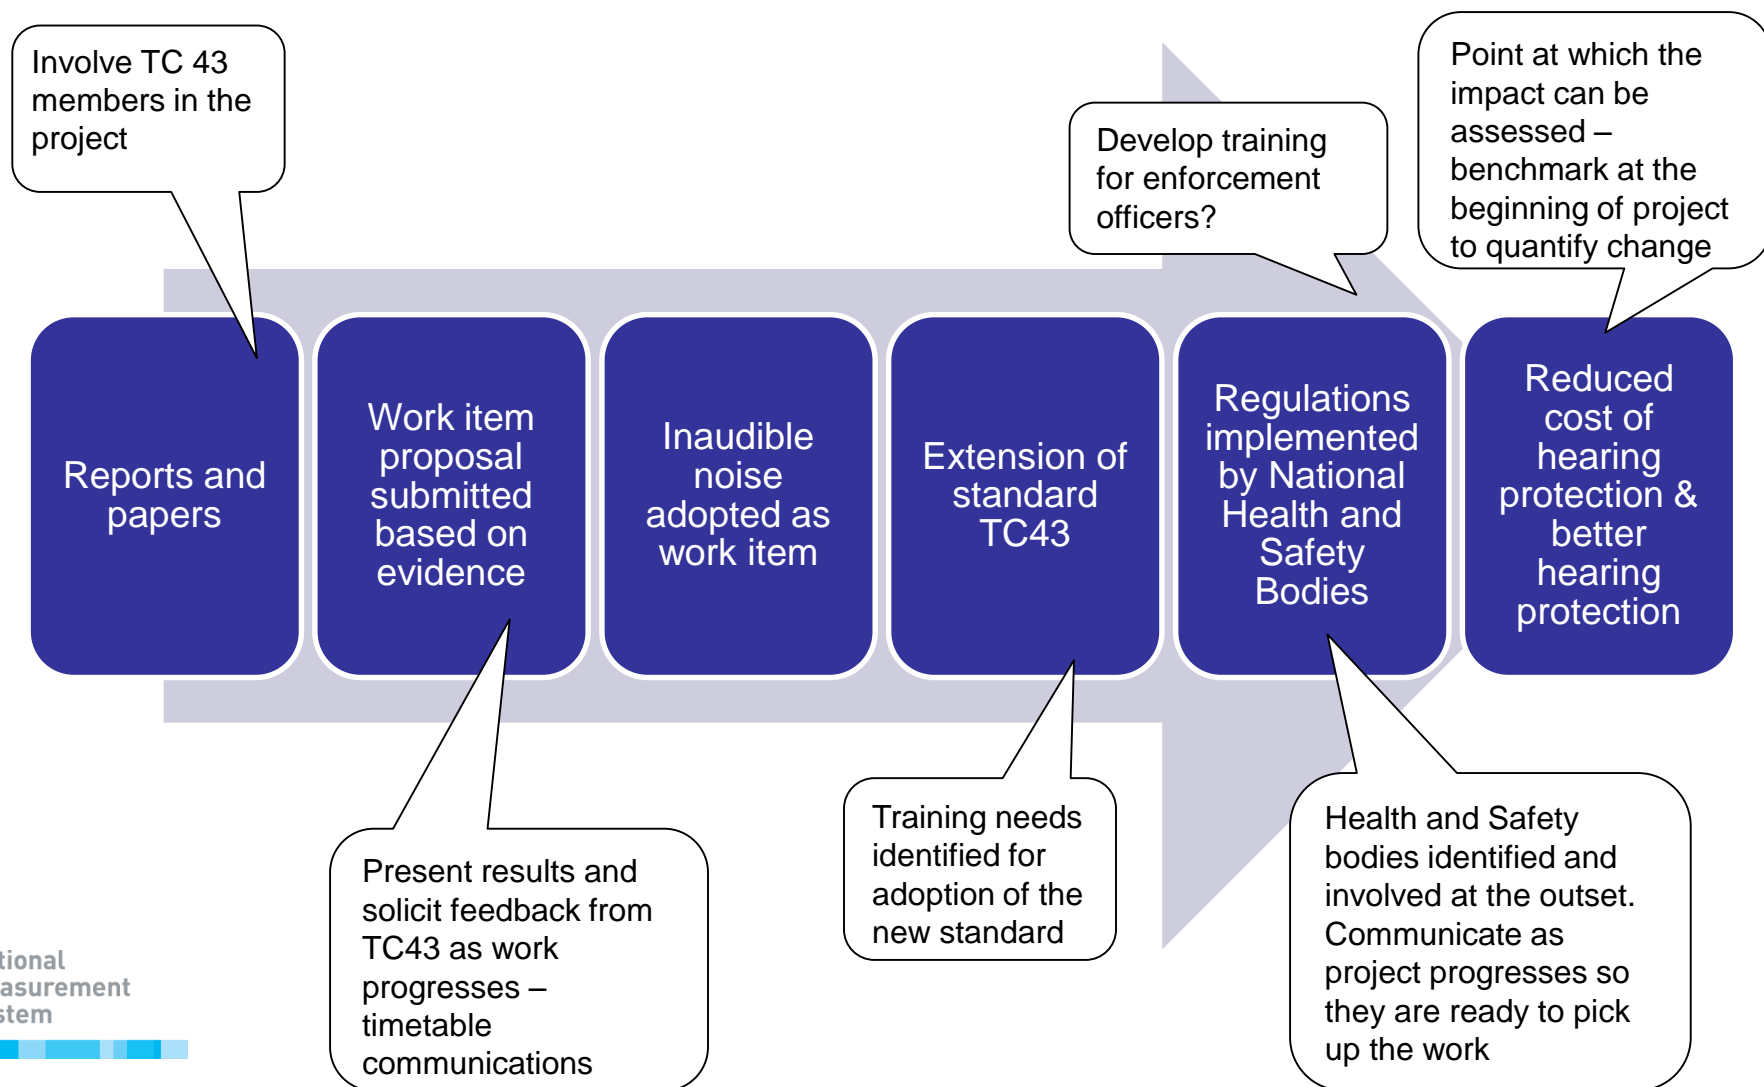 Involve TC 43
members in the
project
Develop training
for enforcement
officers?
Point at which the
impact can be
assessed –
benchmark at the
beginning of project
to quantify change
Reports and
papers
Work item
proposal
submitted
based on
evidence
Inaudible
noise
adopted as
work item
Extension of
standard
TC43
Regulations
implemented
by National
Health and
Safety
Bodies
Reduced
cost of
hearing
protection &
better
hearing
protection
Present results and
solicit feedback from
TC43 as work
progresses –
timetable
communications
Training needs
identified for
adoption of the
new standard
Health and Safety
bodies identified and
involved at the outset.
Communicate as
project progresses so
they are ready to pick
up the work
tional
asurement
stem